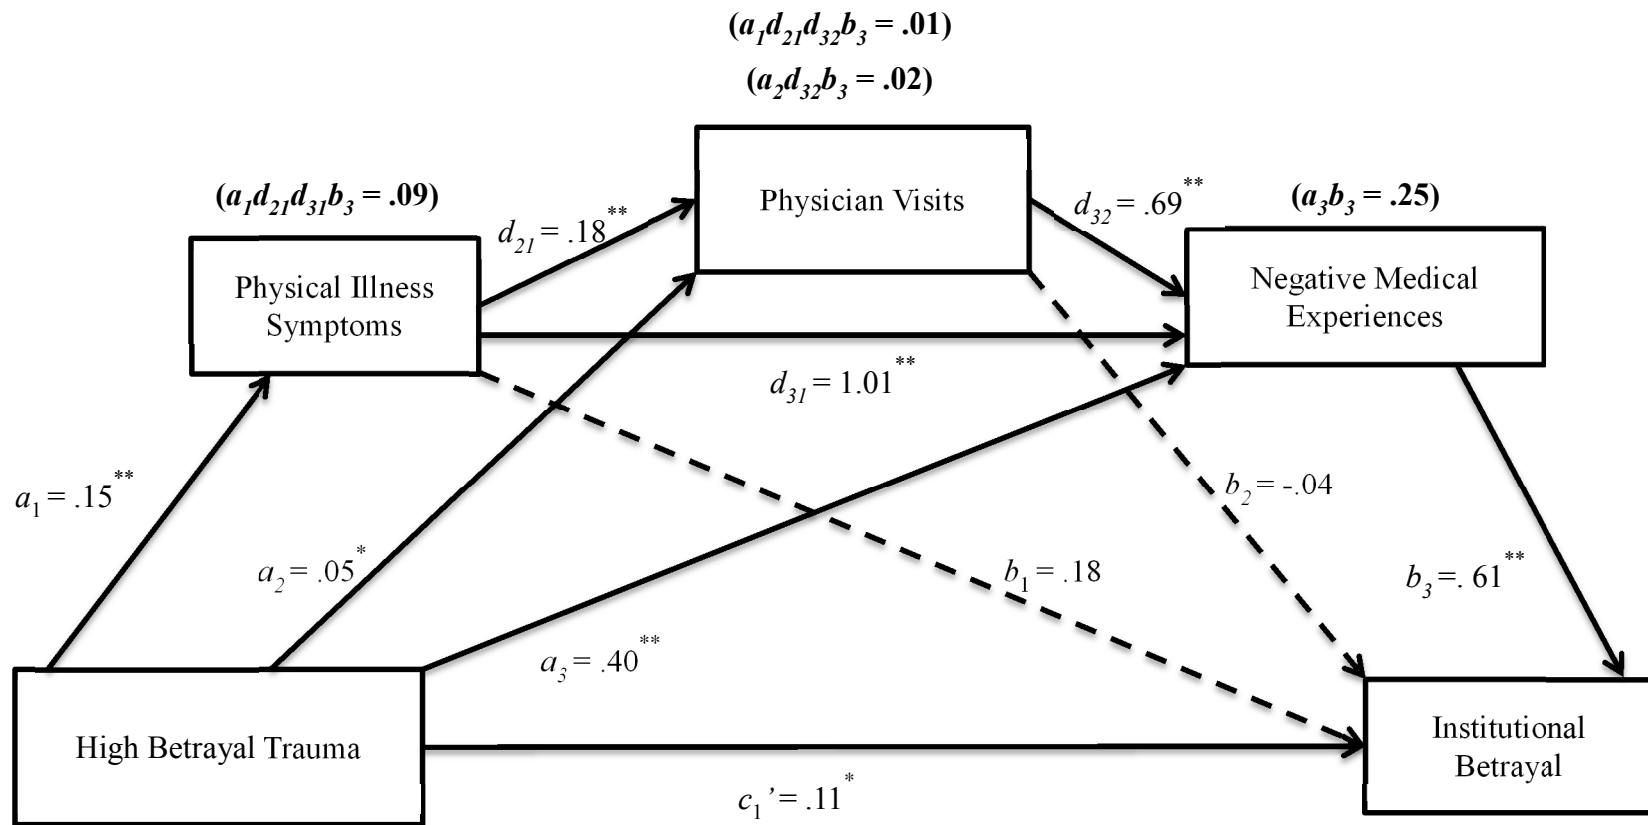 (a1d21d32b3 = .01)
(a2d32b3 = .02)
(a1d21d31b3 = .09)
Physician Visits
d32 = .69**
(a3b3 = .25)
d21 = .18**
Physical Illness
Symptoms
Negative Medical
Experiences
d31 = 1.01**
a1 = .15**
b2 = -.04
a2 = .05*
b1 = .18
b3 =. 61**
a3 = .40**
High Betrayal Trauma
Institutional
Betrayal
c1’ = .11*